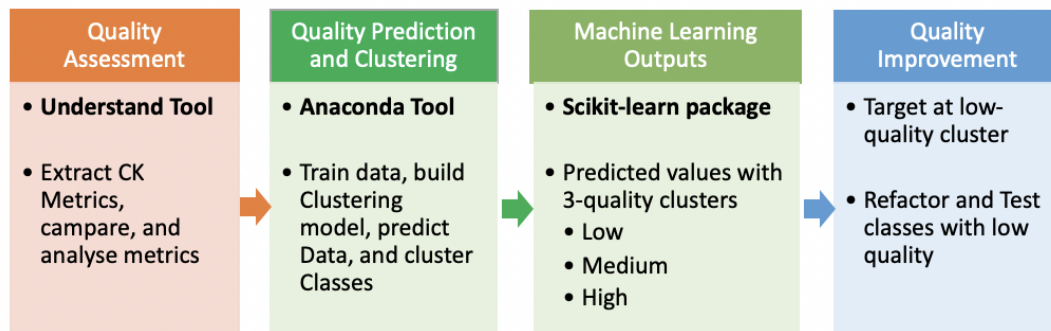 Quality
Assessment
• Understand Tool
• Extract CK
Metrics,
campare, and
analyse metrics
Quality Prediction
and Clustering
• Anaconda Tool
• Train data, build
Clustering
model, predict
Data, and cluster
Classes
Machine Learning
Outputs
• Scikit-learn package
• Predicted values with
3-quality clusters
• Low
• Medium
• High
Quality
Improvement
• Target at low-
quality cluster
• Refactor and Test
classes with low
quality